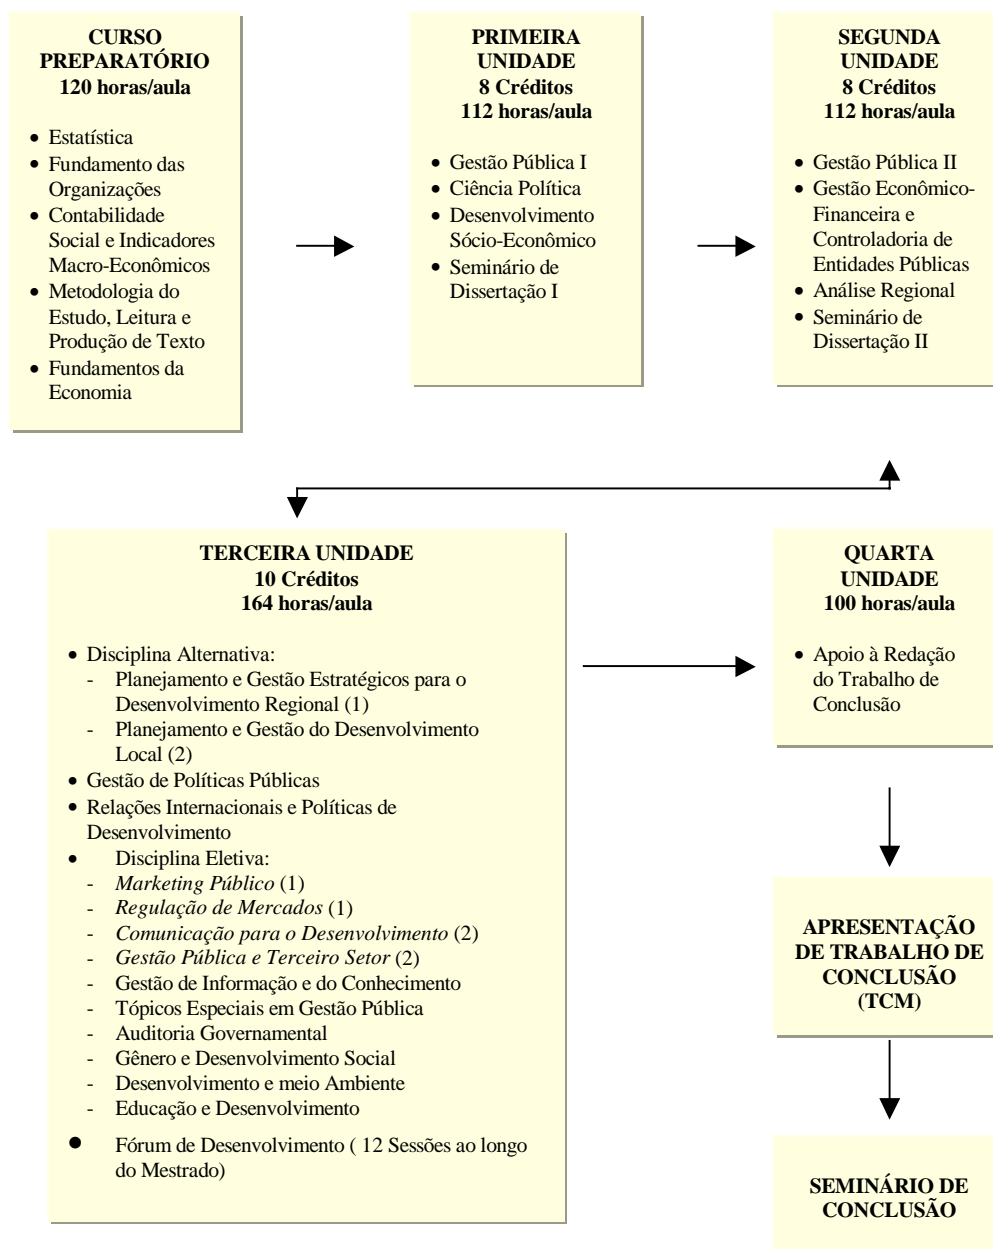 CURSO
PREPARATÓRIO
120 horas/aula
• Estatística
• Fundamento das
Organizações
• Contabilidade
Social e Indicadores
Macro-Econômicos
• Metodologia do
Estudo, Leitura e
Produção de Texto
• Fundamentos da
Economia
PRIMEIRA
UNIDADE
8 Créditos
112 horas/aula
• Gestão Pública I
• Ciência Política
• Desenvolvimento
Sócio-Econômico
• Seminário de
Dissertação I
SEGUNDA
UNIDADE
8 Créditos
112 horas/aula
• Gestão Pública II
• Gestão Econômico-
Financeira e
Controladoria de
Entidades Públicas
• Análise Regional
• Seminário de
Dissertação II
TERCEIRA UNIDADE
10 Créditos
164 horas/aula
• Disciplina Alternativa:
- Planejamento e Gestão Estratégicos para o
Desenvolvimento Regional (1)
- Planejamento e Gestão do Desenvolvimento
Local (2)
• Gestão de Políticas Públicas
• Relações Internacionais e Políticas de
Desenvolvimento
• Disciplina Eletiva:
- Marketing Público (1)
- Regulação de Mercados (1)
- Comunicação para o Desenvolvimento (2)
- Gestão Pública e Terceiro Setor (2)
- Gestão de Informação e do Conhecimento
- Tópicos Especiais em Gestão Pública
- Auditoria Governamental
- Gênero e Desenvolvimento Social
- Desenvolvimento e meio Ambiente
- Educação e Desenvolvimento
• Fórum de Desenvolvimento ( 12 Sessões ao longo
do Mestrado)
QUARTA
UNIDADE
100 horas/aula
• Apoio à Redação
do Trabalho de
Conclusão
APRESENTAÇÃO
DE TRABALHO DE
CONCLUSÃO
(TCM)
SEMINÁRIO DE
CONCLUSÃO